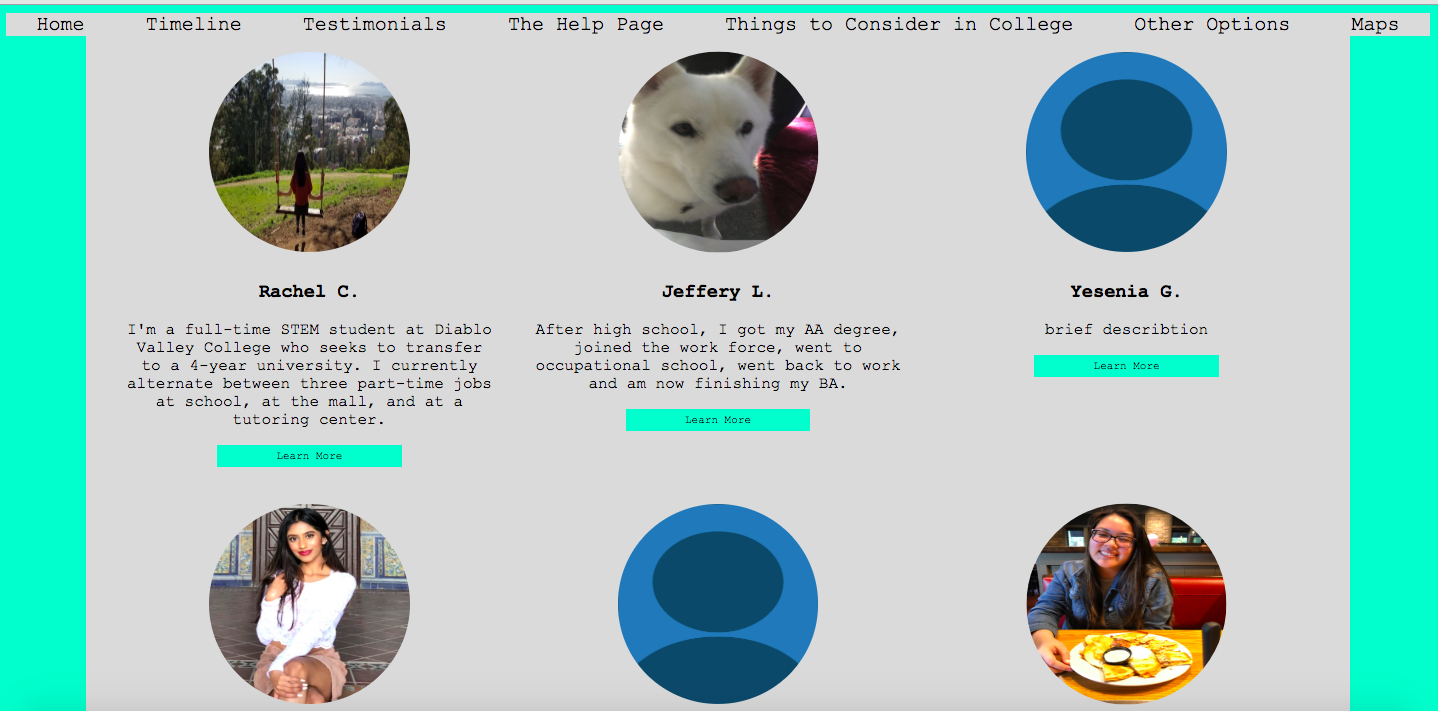 Home Timeline Testimonials The Help Page Things to Consider in College Other Options Maps
Rachel C.
I'm a full-time STEM student at Diablo
Valley College who seeks to transfer
to a 4-year university. I currently
alternate between three part-time jobs
at school, at the mall, and at a
tutoring center.
Learn More
Jeffery L.
After high school, I got my AA degree,
joined the work force, went to
occupational school, went back to work
and am now finishing my BA.
Learn More
Yesenia G.
brief describtion
Learn More